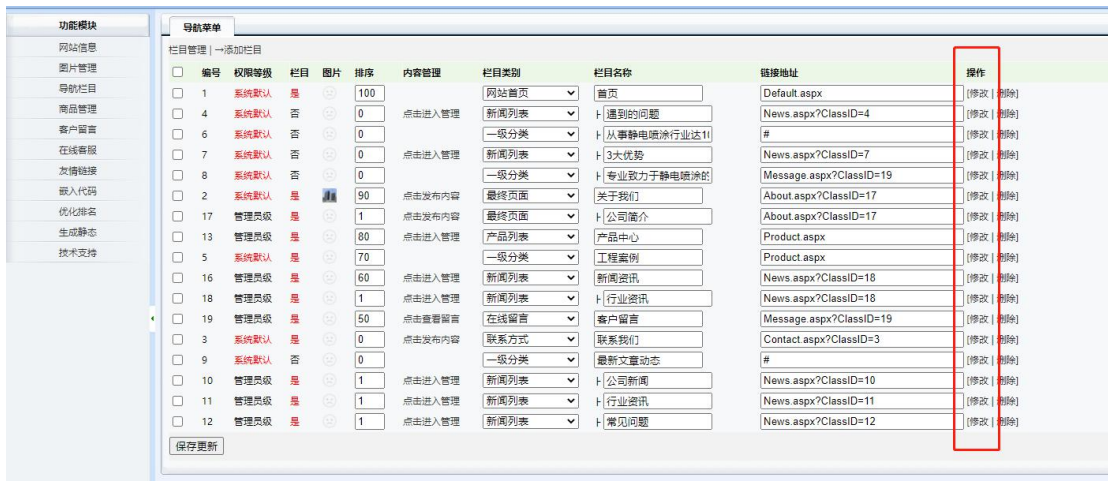 功能模块
网站信息
图片管理
导航栏目
商品管理
客户留言
在线客服
友情链接
嵌入代码
优化排名
生成静态
技术支持
导航菜单
栏目管理 | →添加栏目
编号 权限等级 栏目 图片 排序 内容管理 栏目类别 栏目名称 链接地址 操作
1 系统默认 是 100 网站首页 首页 Default.aspx [修改 | 删除]
4 系统默认 否 0 点击进入管理 新闻列表 ├ 遇到的问题 News.aspx?ClassID=4 [修改 | 删除]
6 系统默认 否 0 一级分类 ├ 从事静电喷涂行业达10 # [修改 | 删除]
7 系统默认 否 0 点击进入管理 新闻列表 ├ 3大优势 News.aspx?ClassID=7 [修改 | 删除]
8 系统默认 否 0 一级分类 ├ 专业致力于静电喷涂的 Message.aspx?ClassID=19 [修改 | 删除]
2 系统默认 是 90 点击发布内容 最终页面 关于我们 About.aspx?ClassID=17 [修改 | 删除]
17 管理员级 是 1 点击发布内容 最终页面 ├ 公司简介 About.aspx?ClassID=17 [修改 | 删除]
13 管理员级 是 80 点击进入管理 产品列表 产品中心 Product.aspx [修改 | 删除]
5 系统默认 是 70 一级分类 工程案例 Product.aspx [修改 | 删除]
16 管理员级 是 60 点击进入管理 新闻列表 新闻资讯 News.aspx?ClassID=18 [修改 | 删除]
18 管理员级 是 1 点击进入管理 新闻列表 ├ 行业资讯 News.aspx?ClassID=18 [修改 | 删除]
19 管理员级 是 50 点击查看留言 在线留言 客户留言 Message.aspx?ClassID=19 [修改 | 删除]
3 系统默认 是 0 点击发布内容 联系方式 联系我们 Contact.aspx?ClassID=3 [修改 | 删除]
9 系统默认 否 0 一级分类 最新文章动态 # [修改 | 删除]
10 管理员级 是 1 点击进入管理 新闻列表 ├ 公司新闻 News.aspx?ClassID=10 [修改 | 删除]
11 管理员级 是 1 点击进入管理 新闻列表 ├ 行业资讯 News.aspx?ClassID=11 [修改 | 删除]
12 管理员级 是 1 点击进入管理 新闻列表 ├ 常见问题 News.aspx?ClassID=12 [修改 | 删除]
保存更新